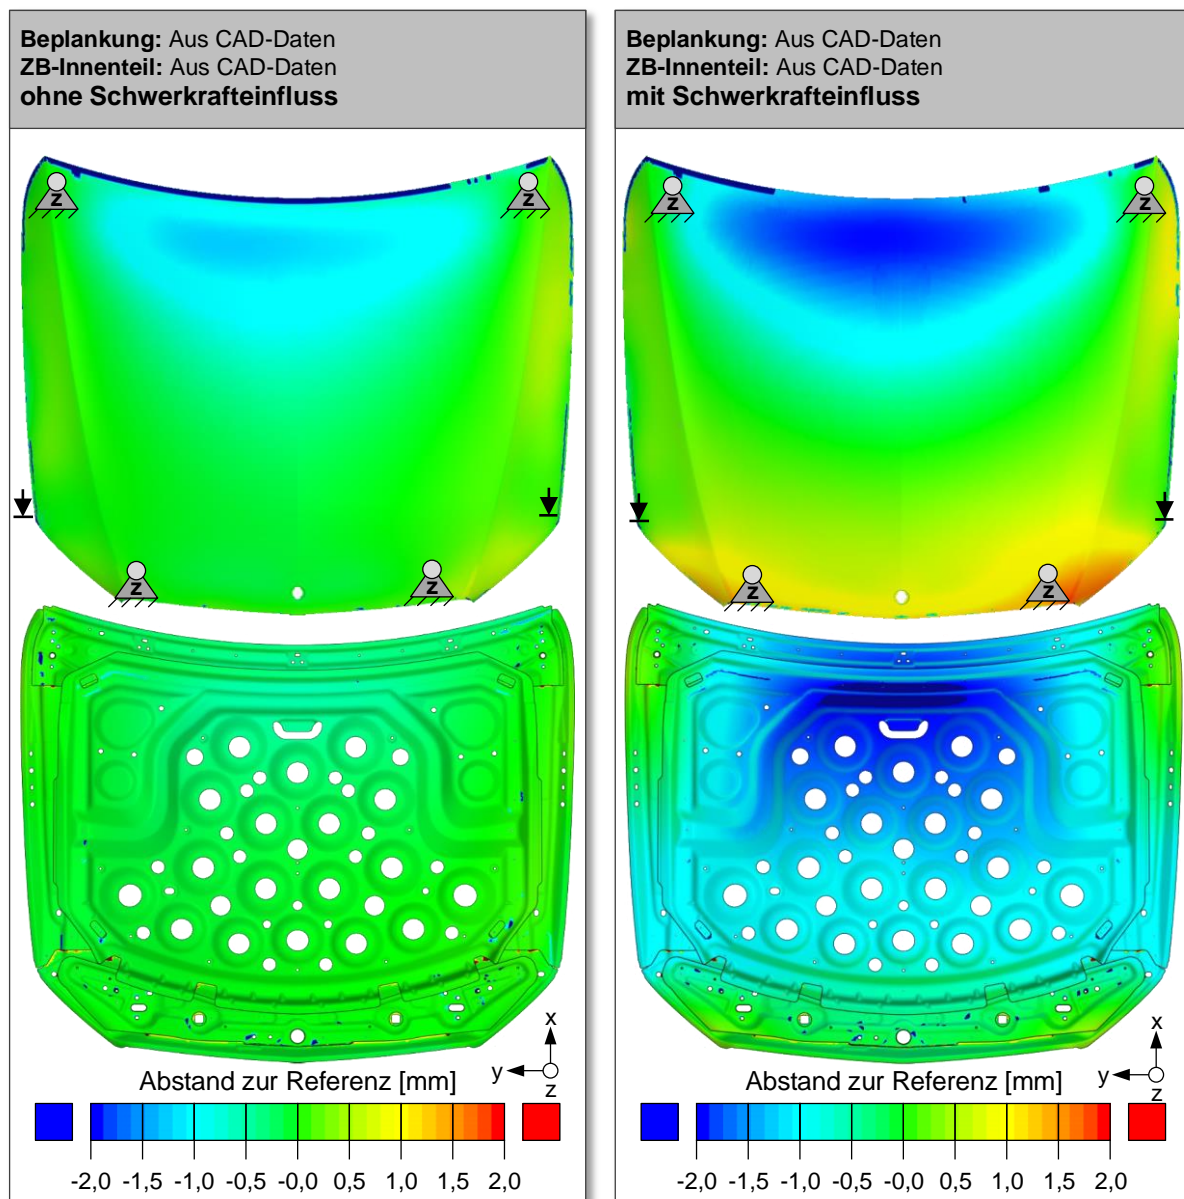 Beplankung: Aus CAD-Daten
ZB-Innenteil: Aus CAD-Daten
ohne Schwerkrafteinfluss
z
z
z
z
x
y
z
Abstand zur Referenz [mm]
-2,0 -1,5 -1,0 -0,5 -0,0 0,5 1,0 1,5 2,0
Beplankung: Aus CAD-Daten
ZB-Innenteil: Aus CAD-Daten
mit Schwerkrafteinfluss
z
z
z
z
x
y
z
Abstand zur Referenz [mm]
-2,0 -1,5 -1,0 -0,5 -0,0 0,5 1,0 1,5 2,0